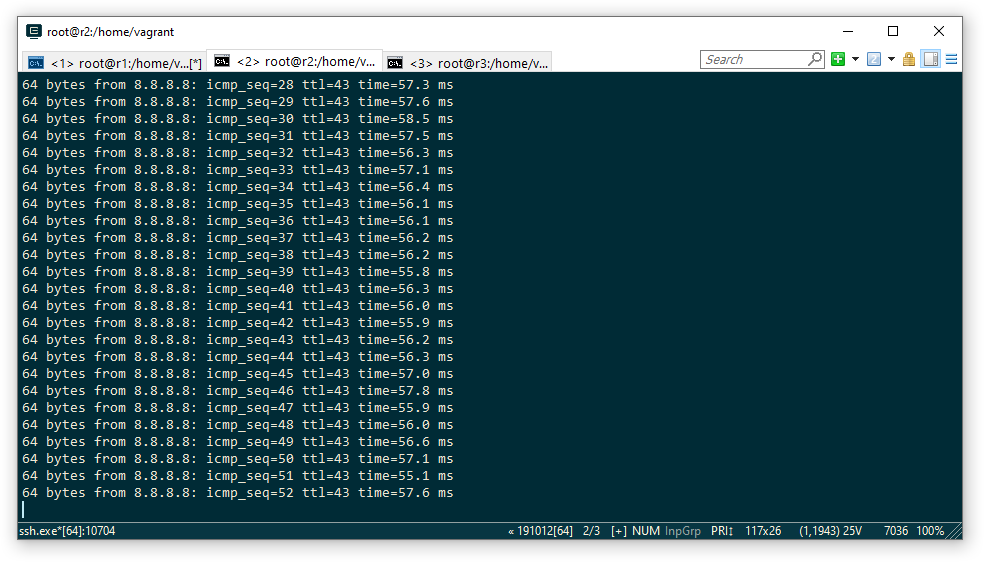 root@r2:/home/vagrant
<1> root@r1:/home/v...[*] <2> root@r2:/home/v... <3> root@r3:/home/v... Search
64 bytes from 8.8.8.8: icmp_seq=28 ttl=43 time=57.3 ms
64 bytes from 8.8.8.8: icmp_seq=29 ttl=43 time=57.6 ms
64 bytes from 8.8.8.8: icmp_seq=30 ttl=43 time=58.5 ms
64 bytes from 8.8.8.8: icmp_seq=31 ttl=43 time=57.5 ms
64 bytes from 8.8.8.8: icmp_seq=32 ttl=43 time=56.3 ms
64 bytes from 8.8.8.8: icmp_seq=33 ttl=43 time=57.1 ms
64 bytes from 8.8.8.8: icmp_seq=34 ttl=43 time=56.4 ms
64 bytes from 8.8.8.8: icmp_seq=35 ttl=43 time=56.1 ms
64 bytes from 8.8.8.8: icmp_seq=36 ttl=43 time=56.1 ms
64 bytes from 8.8.8.8: icmp_seq=37 ttl=43 time=56.2 ms
64 bytes from 8.8.8.8: icmp_seq=38 ttl=43 time=56.2 ms
64 bytes from 8.8.8.8: icmp_seq=39 ttl=43 time=55.8 ms
64 bytes from 8.8.8.8: icmp_seq=40 ttl=43 time=56.3 ms
64 bytes from 8.8.8.8: icmp_seq=41 ttl=43 time=56.0 ms
64 bytes from 8.8.8.8: icmp_seq=42 ttl=43 time=55.9 ms
64 bytes from 8.8.8.8: icmp_seq=43 ttl=43 time=56.2 ms
64 bytes from 8.8.8.8: icmp_seq=44 ttl=43 time=56.3 ms
64 bytes from 8.8.8.8: icmp_seq=45 ttl=43 time=57.0 ms
64 bytes from 8.8.8.8: icmp_seq=46 ttl=43 time=57.8 ms
64 bytes from 8.8.8.8: icmp_seq=47 ttl=43 time=55.9 ms
64 bytes from 8.8.8.8: icmp_seq=48 ttl=43 time=56.0 ms
64 bytes from 8.8.8.8: icmp_seq=49 ttl=43 time=56.6 ms
64 bytes from 8.8.8.8: icmp_seq=50 ttl=43 time=57.1 ms
64 bytes from 8.8.8.8: icmp_seq=51 ttl=43 time=55.1 ms
64 bytes from 8.8.8.8: icmp_seq=52 ttl=43 time=57.6 ms
ssh.exe*[64]:10704 « 191012[64] 2/3 [+] NUM InpGrp PRI↕ 117x26 (1,1943) 25V 7036 100%